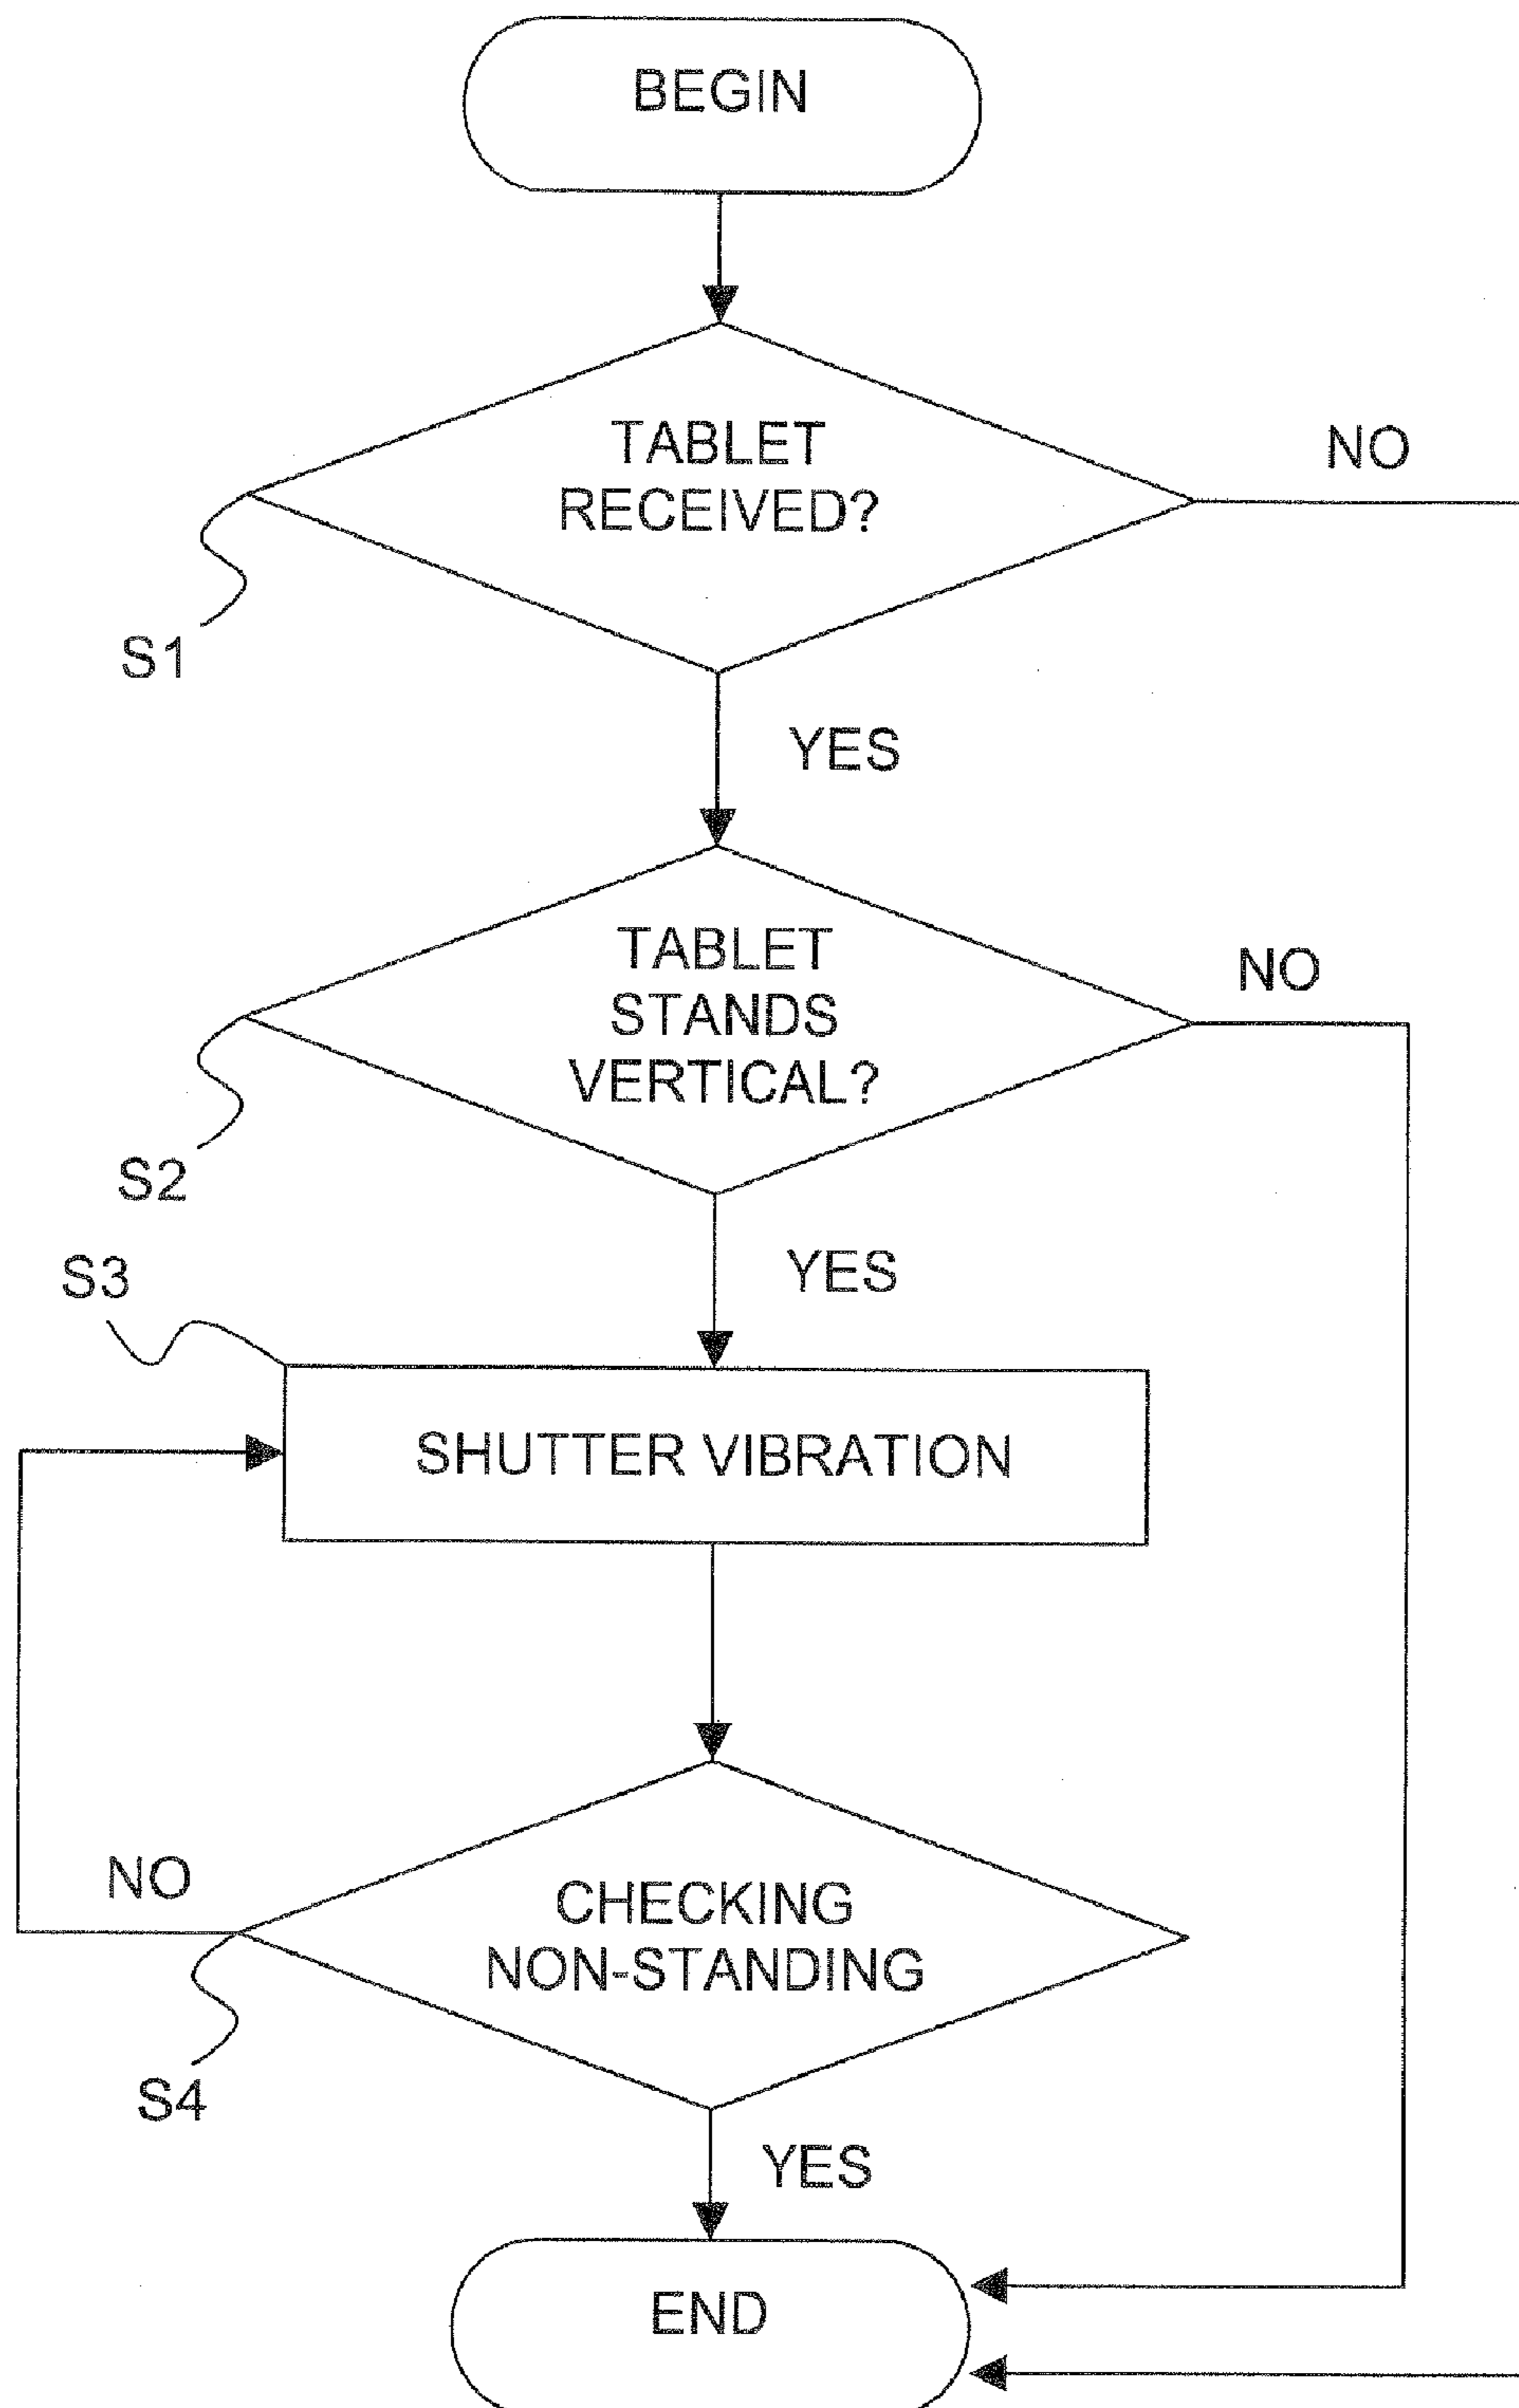 BEGIN
TABLET
RECEIVED?
NO
S1
YES
TABLET
STANDS
VERTICAL?
NO
S2
YES
S3
SHUTTER VIBRATION
NO
CHECKING
NON-STANDING
S4
YES
END